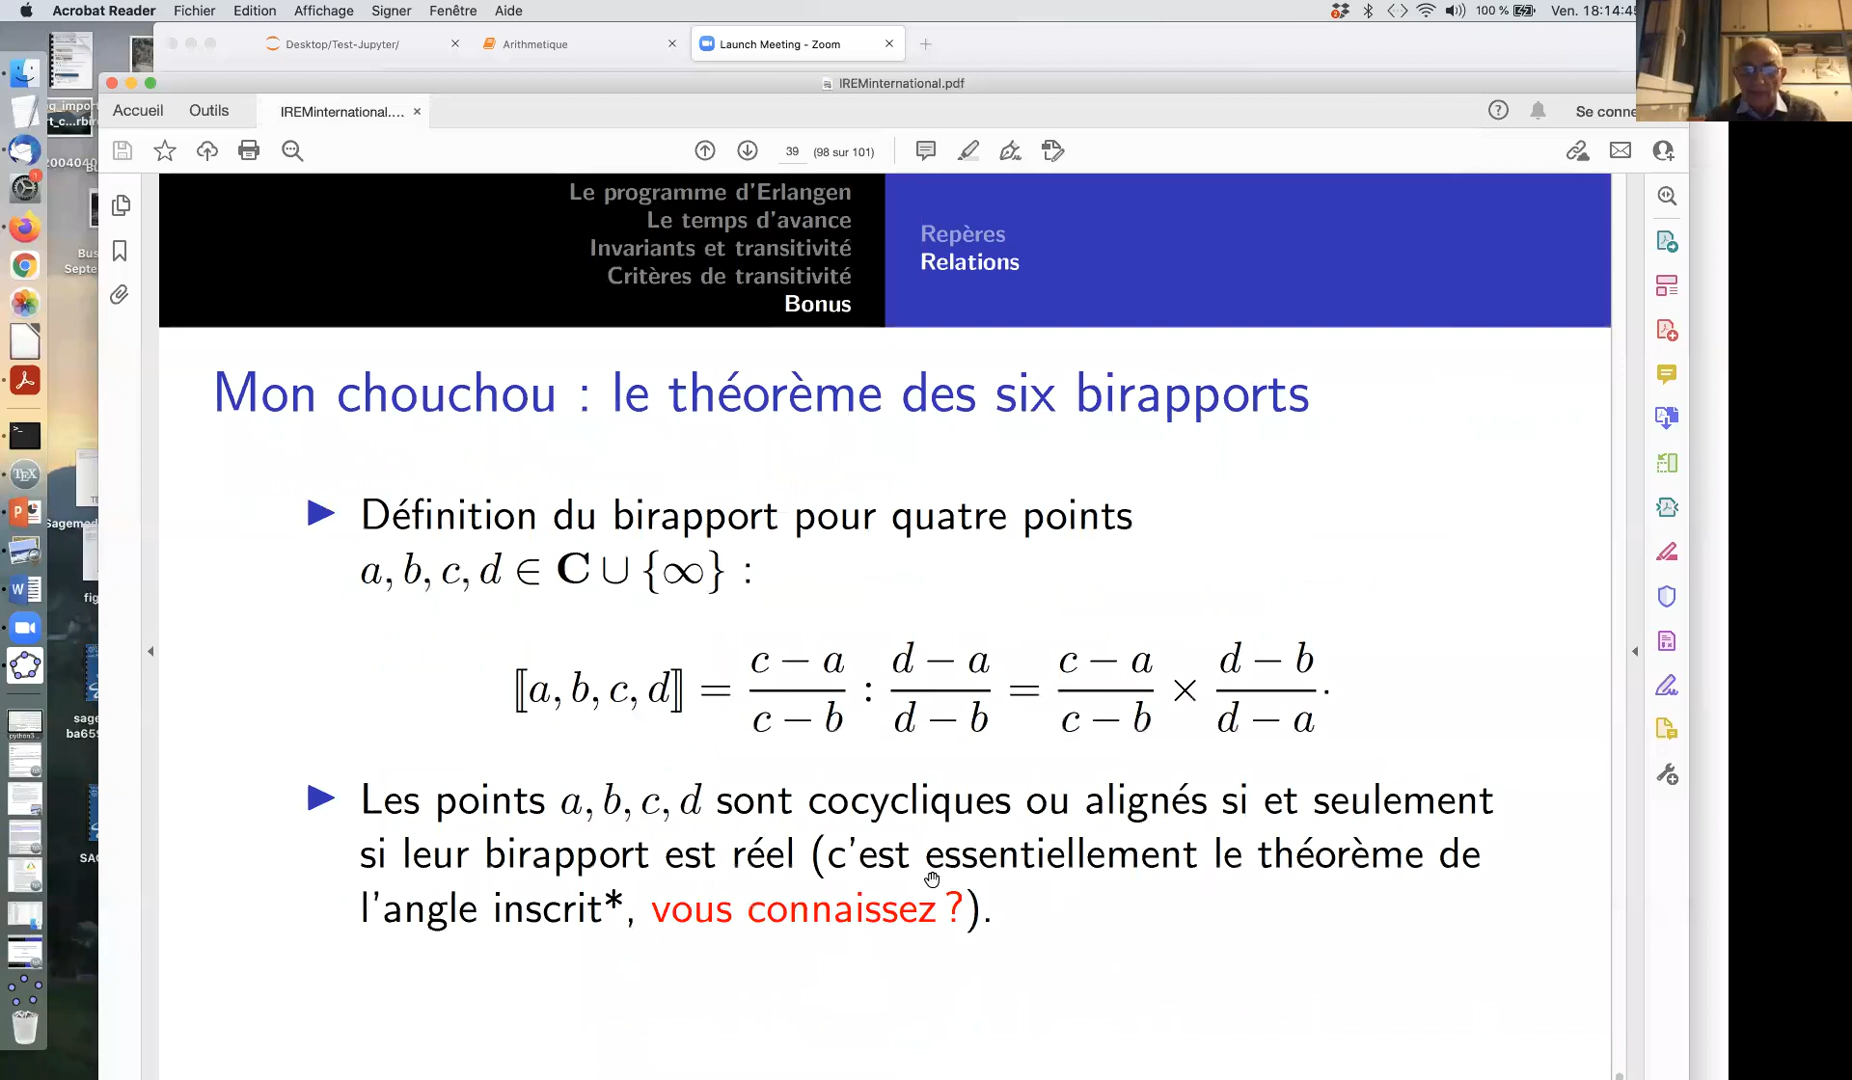 Acrobat Reader Fichier Edition Affichage Signer Fenêtre Aide
100 % Ven. 18:14:45
Desktop/Test-Jupyter/ Arithmetique Launch Meeting - Zoom
IREMinternational.pdf
Accueil Outils IREMinternational.... Se conne
39 (98 sur 101)
Le programme d'Erlangen
Le temps d'avance
Invariants et transitivité
Critères de transitivité
Bonus
Repères
Relations
Mon chouchou : le théorème des six birapports
▶ Définition du birapport pour quatre points
a, b, c, d ∈ C ∪ {∞} :
⟦a, b, c, d⟧ = (c − a)/(c − b) : (d − a)/(d − b) = (c − a)/(c − b) × (d − b)/(d − a).
▶ Les points a, b, c, d sont cocycliques ou alignés si et seulement
si leur birapport est réel (c'est essentiellement le théorème de
l'angle inscrit*, vous connaissez ?).